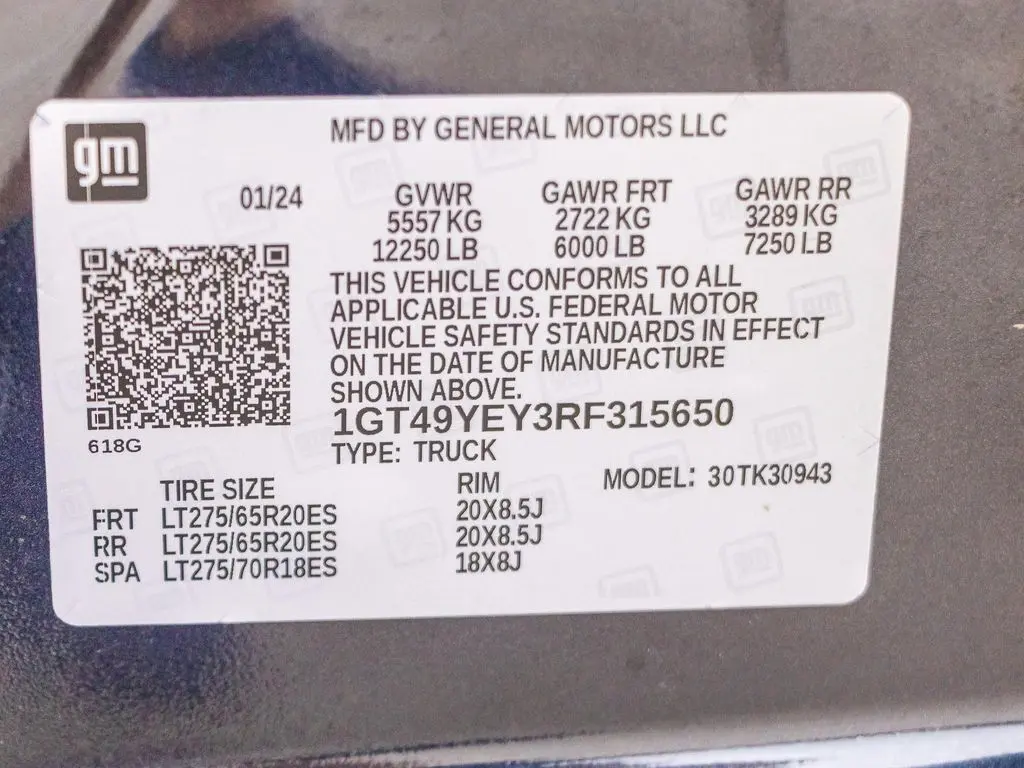 gm
MFD BY GENERAL MOTORS LLC
01/24 GVWR GAWR FRT GAWR RR
5557 KG 2722 KG 3289 KG
12250 LB 6000 LB 7250 LB
THIS VEHICLE CONFORMS TO ALL
APPLICABLE U.S. FEDERAL MOTOR
VEHICLE SAFETY STANDARDS IN EFFECT
ON THE DATE OF MANUFACTURE
SHOWN ABOVE.
1GT49YEY3RF315650
618G
TYPE: TRUCK
TIRE SIZE RIM MODEL: 30TK30943
FRT LT275/65R20ES 20X8.5J
RR LT275/65R20ES 20X8.5J
SPA LT275/70R18ES 18X8J